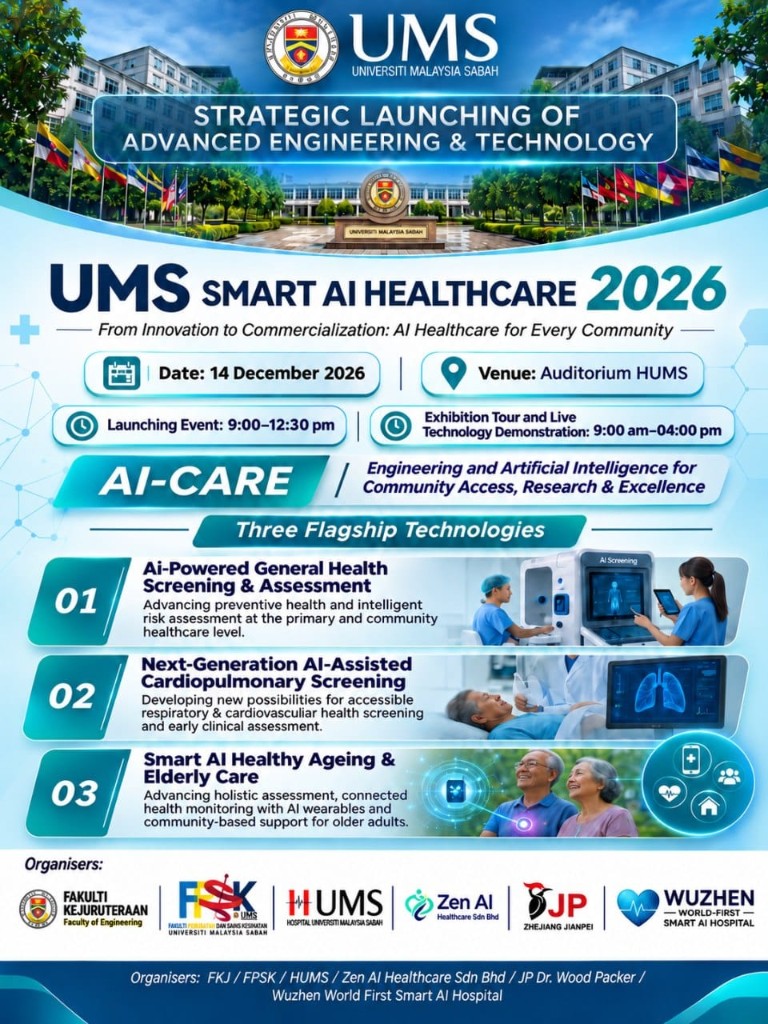 UMS
UNIVERSITI MALAYSIA SABAH
STRATEGIC LAUNCHING OF
ADVANCED ENGINEERING & TECHNOLOGY
UNIVERSITI MALAYSIA SABAH
UMS SMART AI HEALTHCARE 2026
From Innovation to Commercialization: AI Healthcare for Every Community
Date: 14 December 2026
Venue: Auditorium HUMS
Launching Event: 9:00–12:30 pm
Exhibition Tour and Live
Technology Demonstration: 9:00 am–04:00 pm
AI-CARE
Engineering and Artificial Intelligence for
Community Access, Research & Excellence
Three Flagship Technologies
01
Ai-Powered General Health
Screening & Assessment
Advancing preventive health and intelligent
risk assessment at the primary and community
healthcare level.
AI Screening
02
Next-Generation AI-Assisted
Cardiopulmonary Screening
Developing new possibilities for accessible
respiratory & cardiovascular health screening
and early clinical assessment.
03
Smart AI Healthy Ageing &
Elderly Care
Advancing holistic assessment, connected
health monitoring with AI wearables and
community-based support for older adults.
Organisers:
FAKULTI
KEJURUTERAAN
Faculty of Engineering
FPSK
UMS
FAKULTI PERUBATAN DAN SAINS KESIHATAN
UNIVERSITI MALAYSIA SABAH
HUMS
HOSPITAL UNIVERSITI MALAYSIA SABAH
Zen AI
Healthcare Sdn Bhd
JP
ZHEJIANG JIANPEI
WUZHEN
WORLD-FIRST
SMART AI HOSPITAL
Organisers: FKJ / FPSK / HUMS / Zen AI Healthcare Sdn Bhd / JP Dr. Wood Packer /
Wuzhen World First Smart AI Hospital